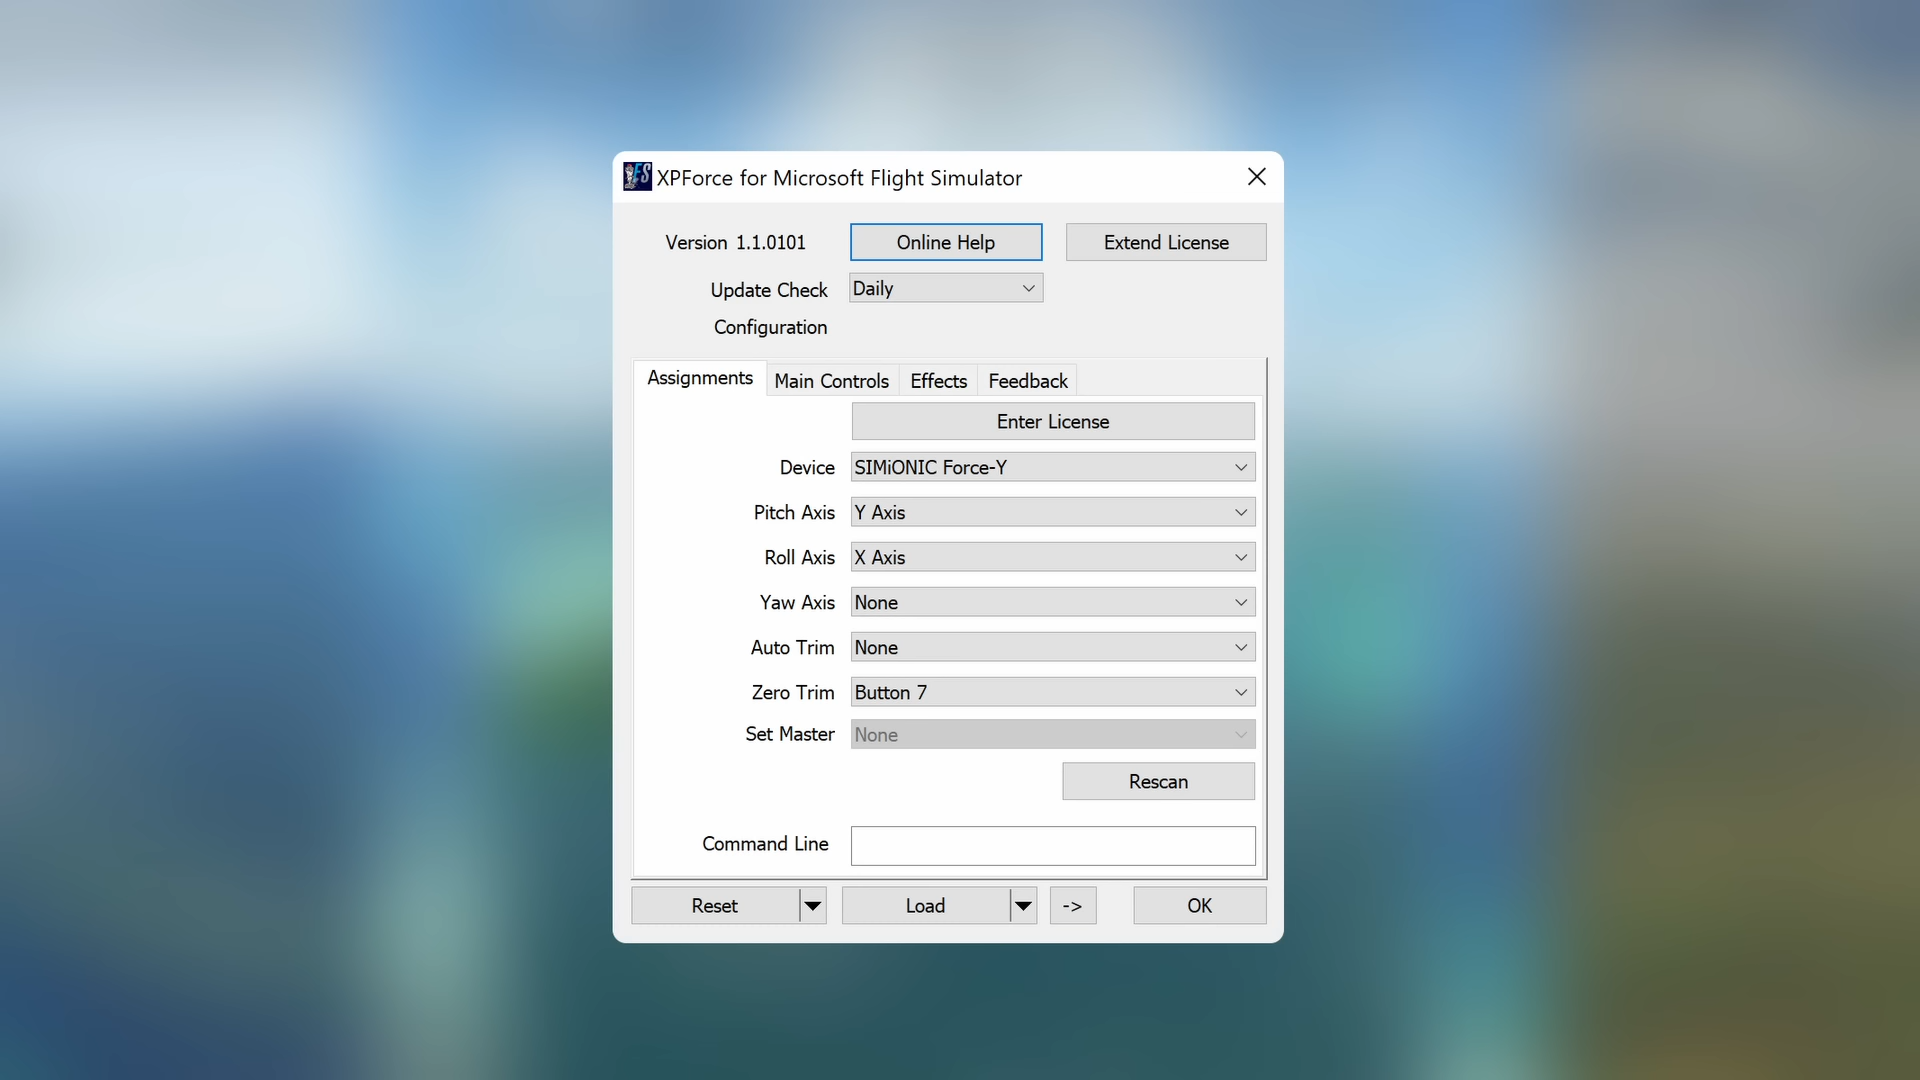 XPForce for Microsoft Flight Simulator
Version 1.1.0101 Online Help Extend License
Update Check Daily
Configuration
Assignments Main Controls Effects Feedback
Enter License
Device SIMiONIC Force-Y
Pitch Axis Y Axis
Roll Axis X Axis
Yaw Axis None
Auto Trim None
Zero Trim Button 7
Set Master None
Rescan
Command Line
Reset Load -> OK